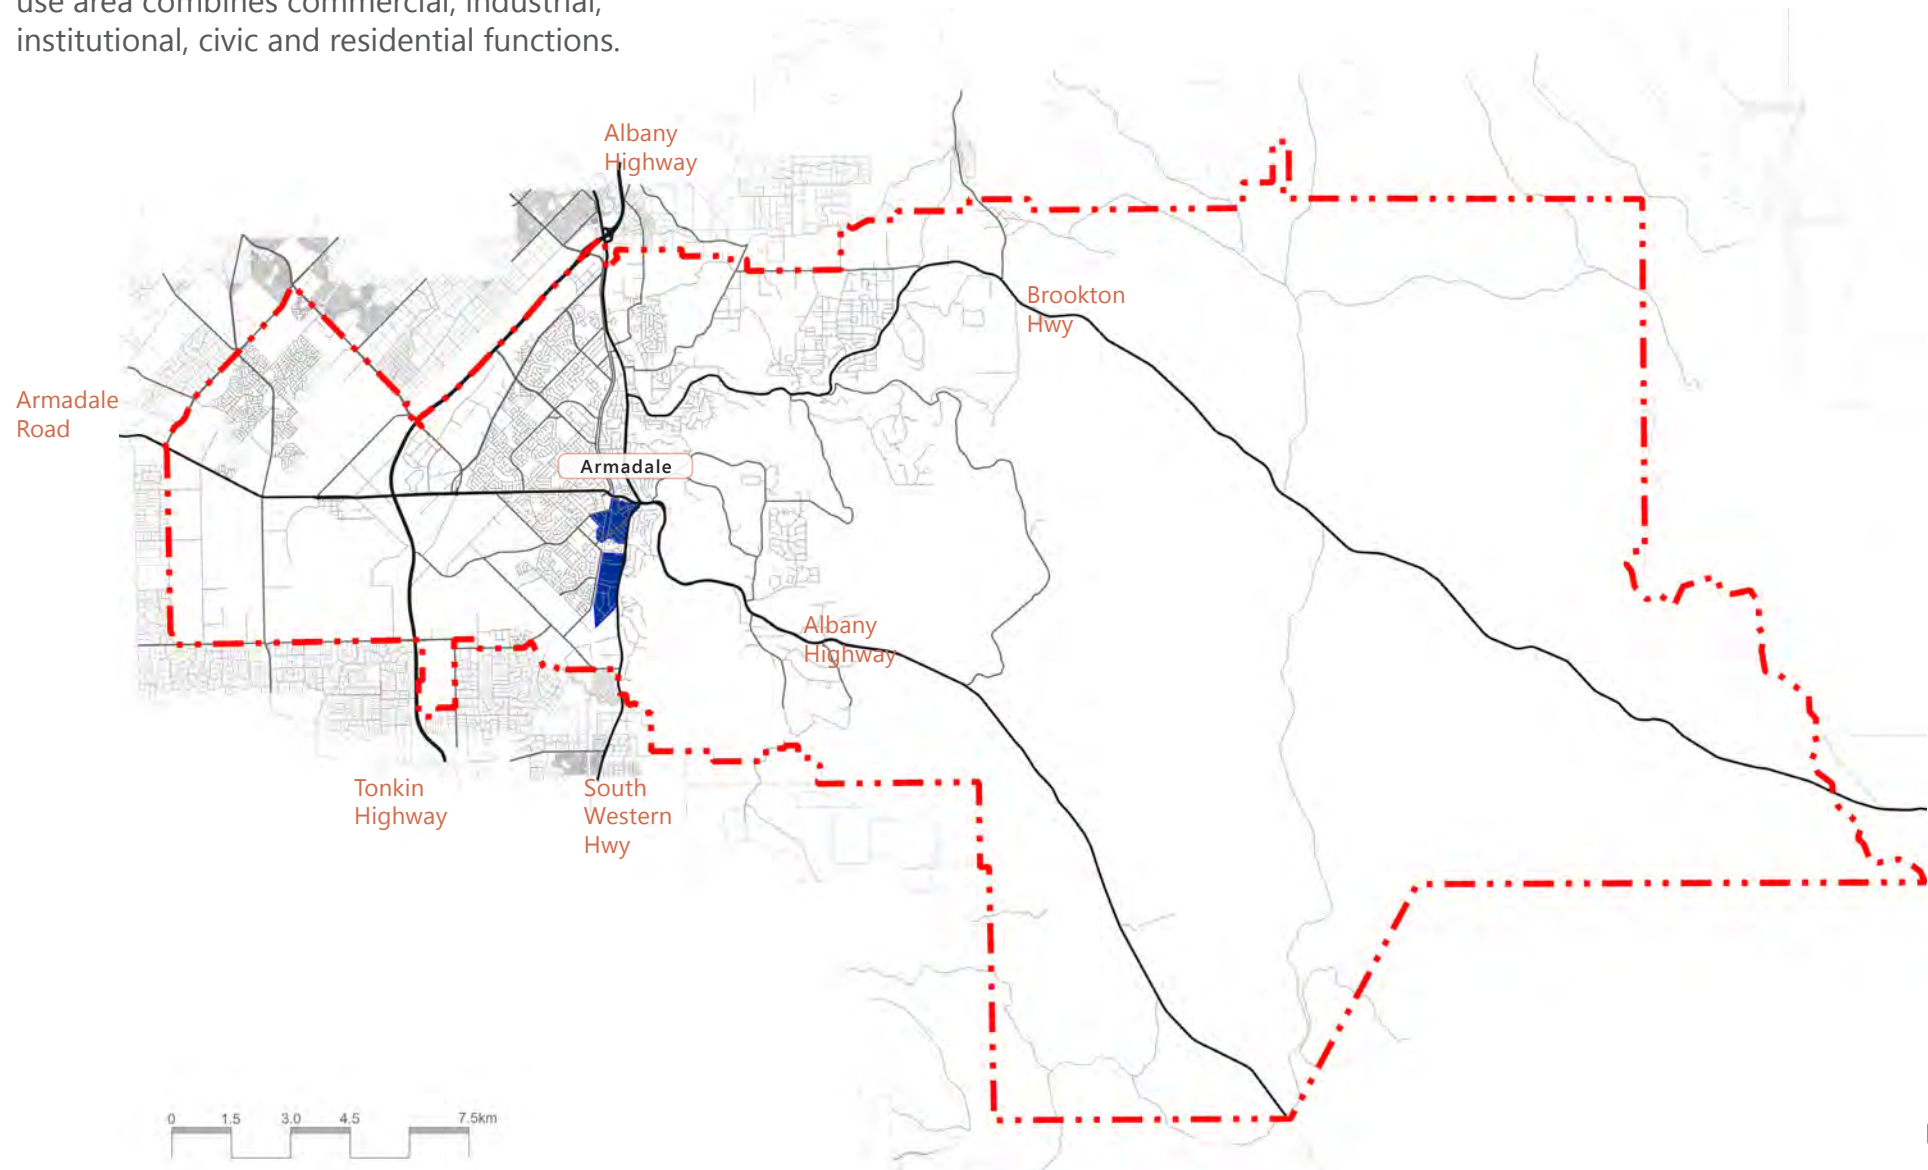 institutional, civic and residential functions.
Albany
Highway
Brookton
Hwy
Armadale
Road
Armadale
Albany
Highway
Tonkin
Highway
South
Western
Hwy
0 1.5 3.0 4.5 7.5km